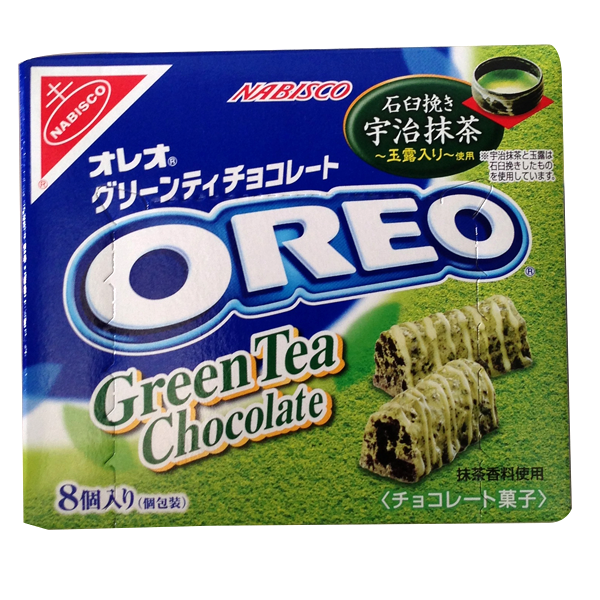 NABISCO
®
NABISCO
石臼挽き
宇治抹茶
～玉露入り～使用
※宇治抹茶と玉露は
石臼挽きしたもの
を使用しています。
オレオ®
グリーンティチョコレート
OREO®
Green Tea
Chocolate
8個入り(個包装)
抹茶香料使用
〈チョコレート菓子〉